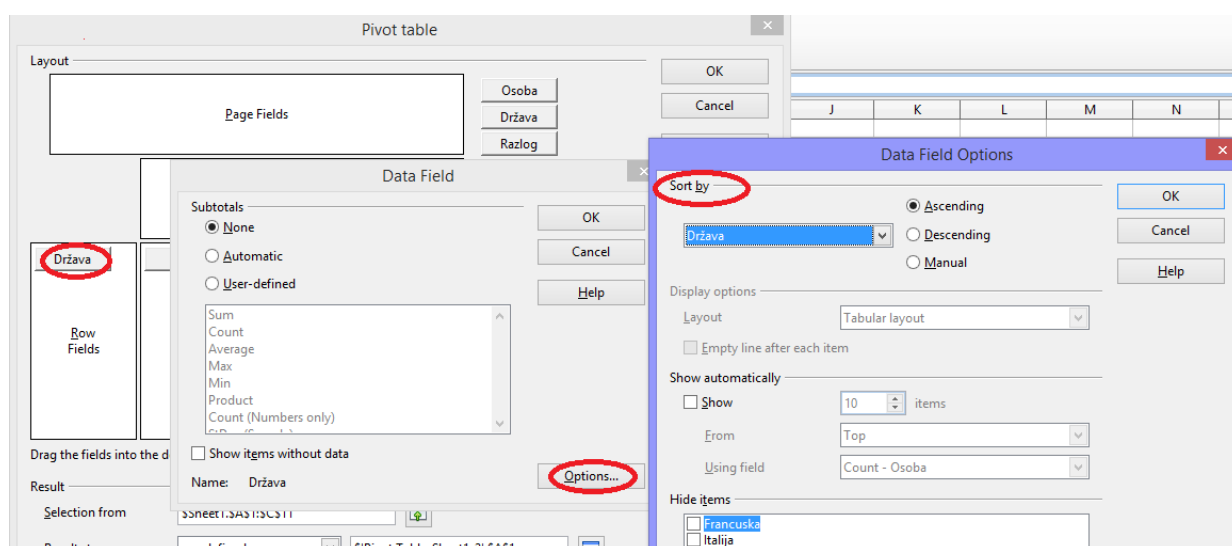 Pivot table
Layout
Page Fields
Osoba
Država
Razlog
OK
Cancel
Država
Row
Fields
Drag the fields into the d
Result
Selection from
$Sheet1.$A$1:$C$11
Data Field
Subtotals
None
Automatic
User-defined
Sum
Count
Average
Max
Min
Product
Count (Numbers only)
Show items without data
Name: Država
OK
Cancel
Help
Options...
J K L M N
Data Field Options
Sort by
Država
Ascending
Descending
Manual
OK
Cancel
Help
Display options
Layout
Tabular layout
Empty line after each item
Show automatically
Show
10
items
From
Top
Using field
Count - Osoba
Hide items
Francuska
Italija